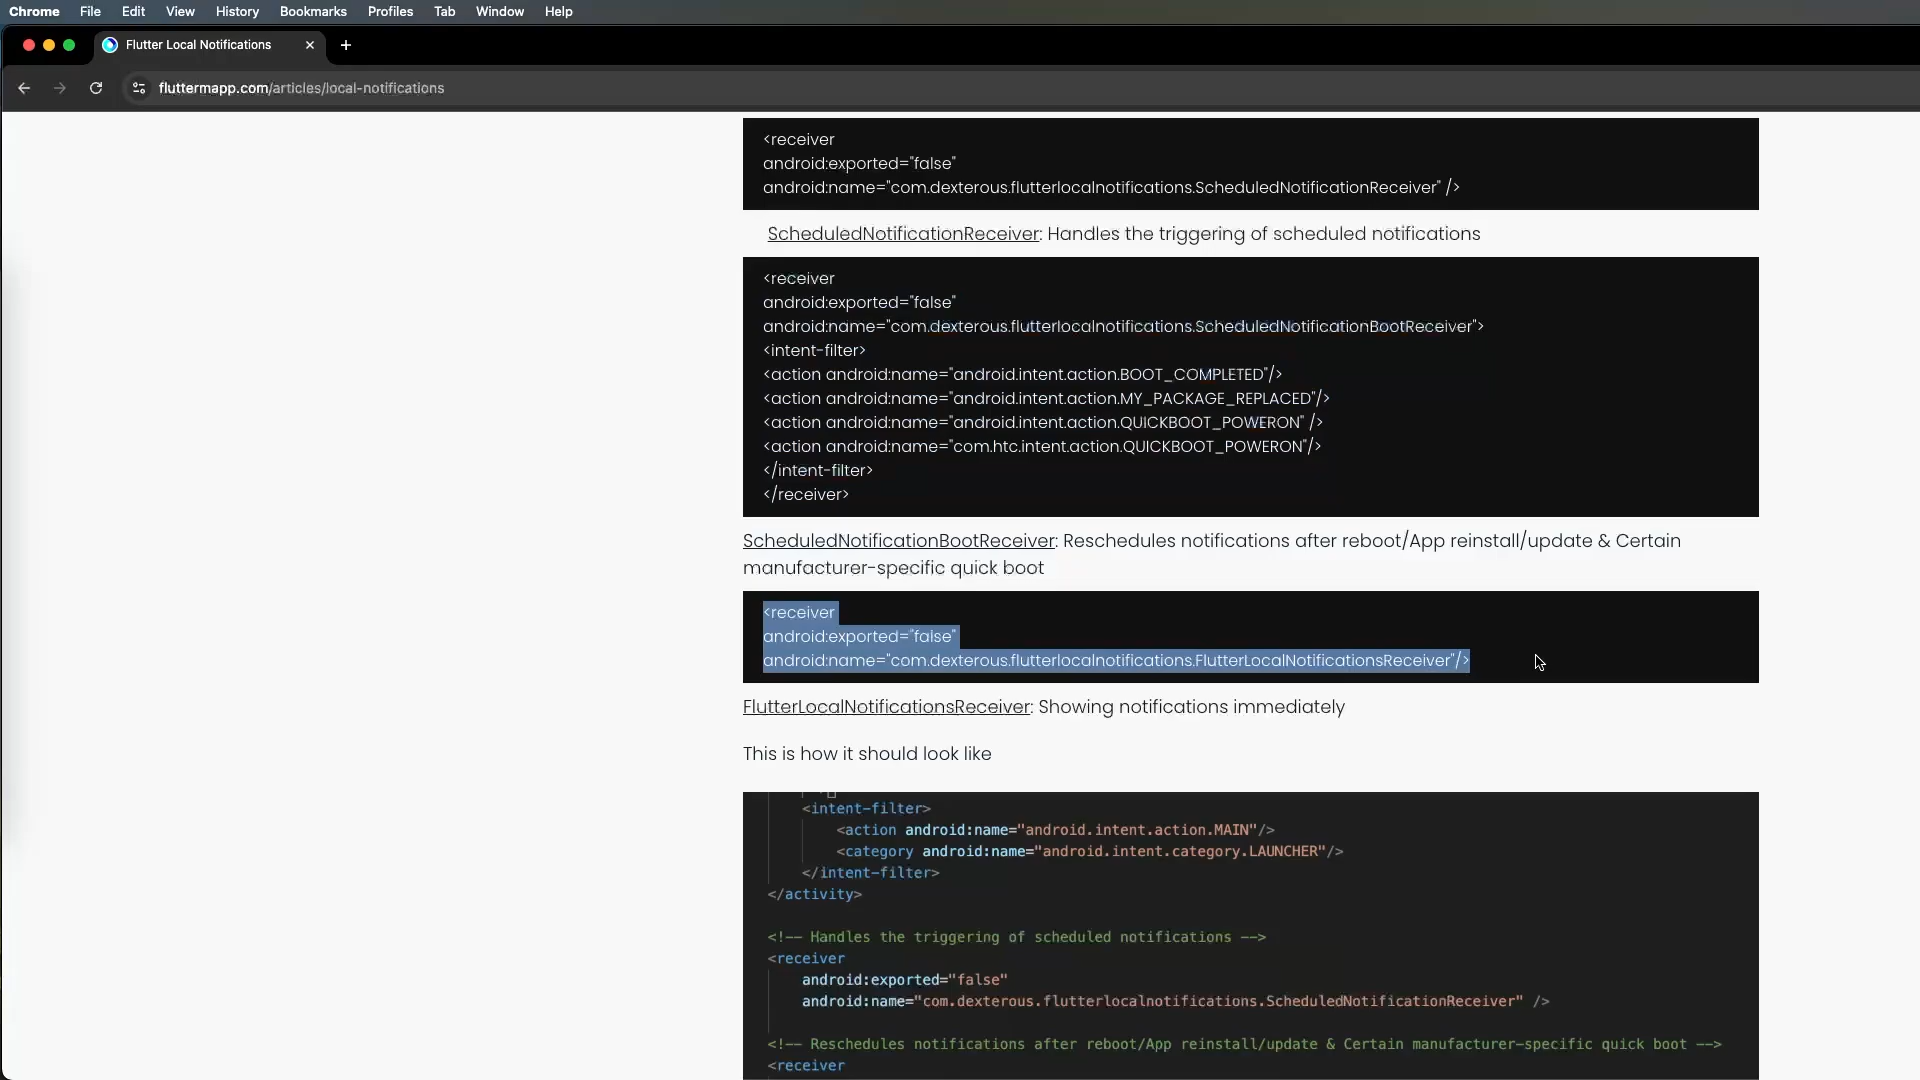 Chrome File Edit View History Bookmarks Profiles Tab Window Help
Flutter Local Notifications
fluttermapp.com/articles/local-notifications
<receiver
android:exported="false"
android:name="com.dexterous.flutterlocalnotifications.ScheduledNotificationReceiver" />
ScheduledNotificationReceiver: Handles the triggering of scheduled notifications
<receiver
android:exported="false"
android:name="com.dexterous.flutterlocalnotifications.ScheduledNotificationBootReceiver">
<intent-filter>
<action android:name="android.intent.action.BOOT_COMPLETED"/>
<action android:name="android.intent.action.MY_PACKAGE_REPLACED"/>
<action android:name="android.intent.action.QUICKBOOT_POWERON" />
<action android:name="com.htc.intent.action.QUICKBOOT_POWERON"/>
</intent-filter>
</receiver>
ScheduledNotificationBootReceiver: Reschedules notifications after reboot/App reinstall/update & Certain
manufacturer-specific quick boot
<receiver
android:exported="false"
android:name="com.dexterous.flutterlocalnotifications.FlutterLocalNotificationsReceiver"/>
FlutterLocalNotificationsReceiver: Showing notifications immediately
This is how it should look like
<intent-filter>
<action android:name="android.intent.action.MAIN"/>
<category android:name="android.intent.category.LAUNCHER"/>
</intent-filter>
</activity>
<!-- Handles the triggering of scheduled notifications -->
<receiver
android:exported="false"
android:name="com.dexterous.flutterlocalnotifications.ScheduledNotificationReceiver" />
<!-- Reschedules notifications after reboot/App reinstall/update & Certain manufacturer-specific quick boot -->
<receiver